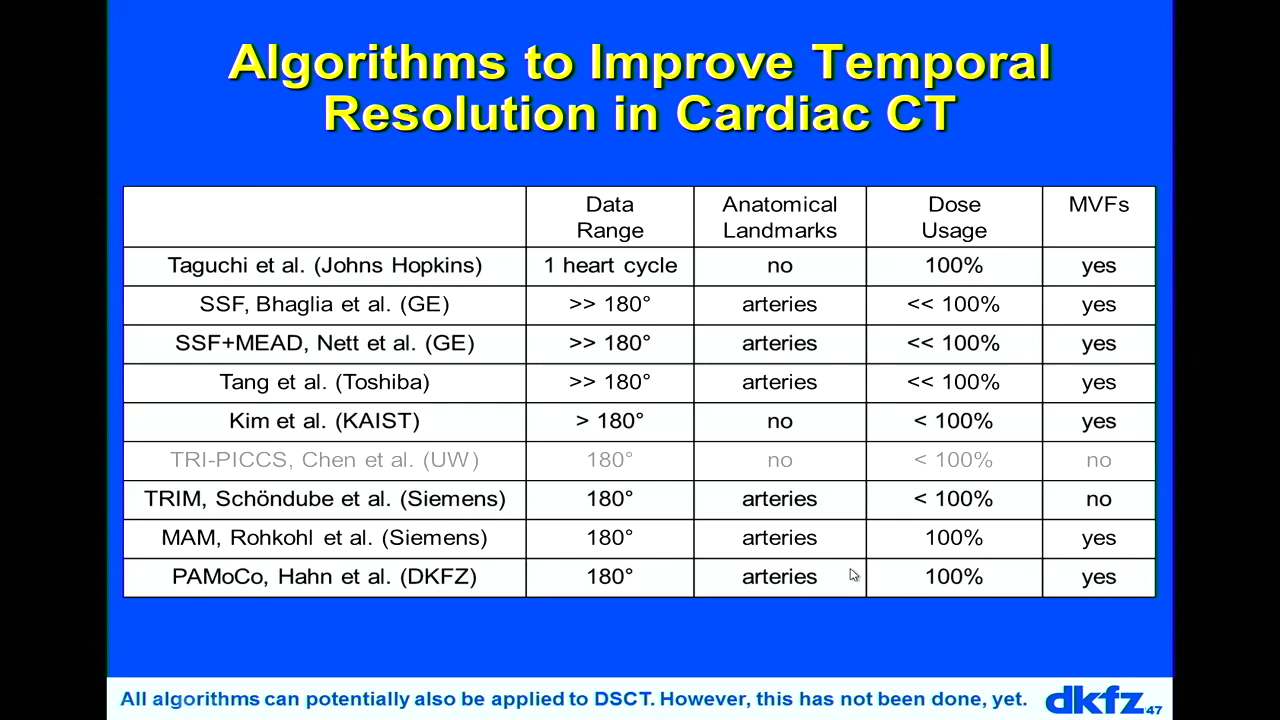 Algorithms to Improve Temporal
Resolution in Cardiac CT
Data Range Anatomical Landmarks Dose Usage MVFs
Taguchi et al. (Johns Hopkins) 1 heart cycle no 100% yes
SSF, Bhaglia et al. (GE) >> 180° arteries << 100% yes
SSF+MEAD, Nett et al. (GE) >> 180° arteries << 100% yes
Tang et al. (Toshiba) >> 180° arteries << 100% yes
Kim et al. (KAIST) > 180° no < 100% yes
TRI-PICCS, Chen et al. (UW) 180° no < 100% no
TRIM, Schöndube et al. (Siemens) 180° arteries < 100% no
MAM, Rohkohl et al. (Siemens) 180° arteries 100% yes
PAMoCo, Hahn et al. (DKFZ) 180° arteries 100% yes
All algorithms can potentially also be applied to DSCT. However, this has not been done, yet. dkfz. 47